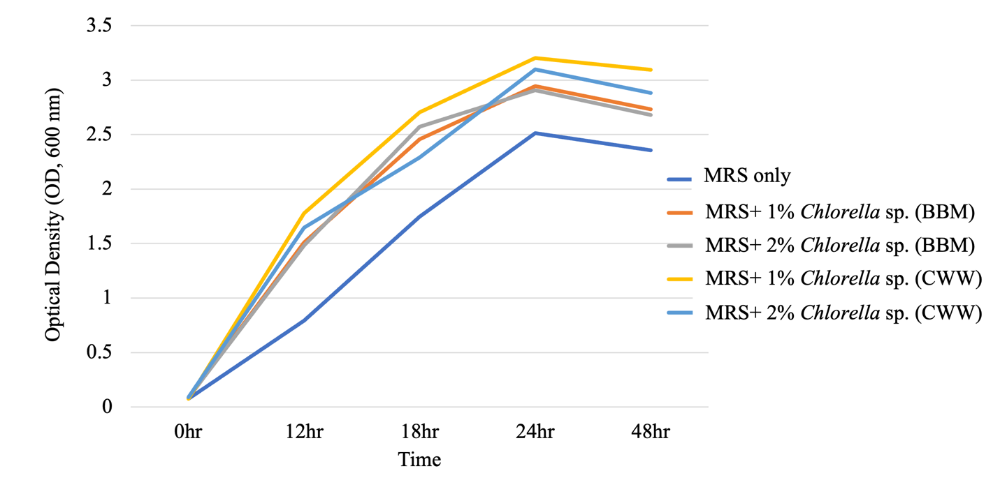 3.5
3
2.5
2
1.5
1
0.5
0
Optical Density (OD, 600 nm)
0hr 12hr 18hr 24hr 48hr
Time
MRS only
MRS+ 1% Chlorella sp. (BBM)
MRS+ 2% Chlorella sp. (BBM)
MRS+ 1% Chlorella sp. (CWW)
MRS+ 2% Chlorella sp. (CWW)